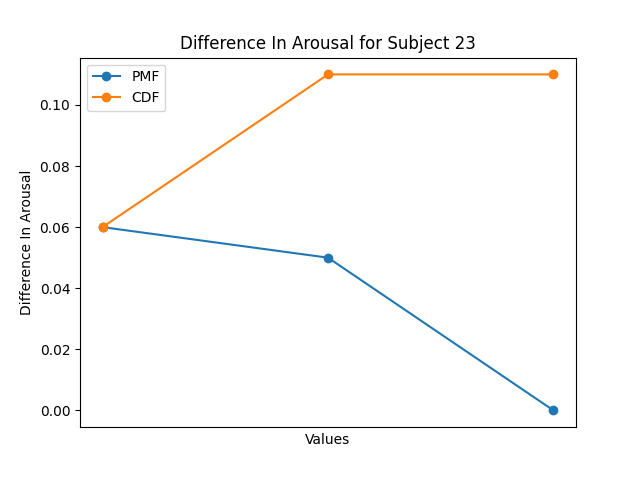 Difference In Arousal for Subject 23
PMF
CDF
0.10
0.08
0.06
0.04
0.02
0.00
Difference In Arousal
Values